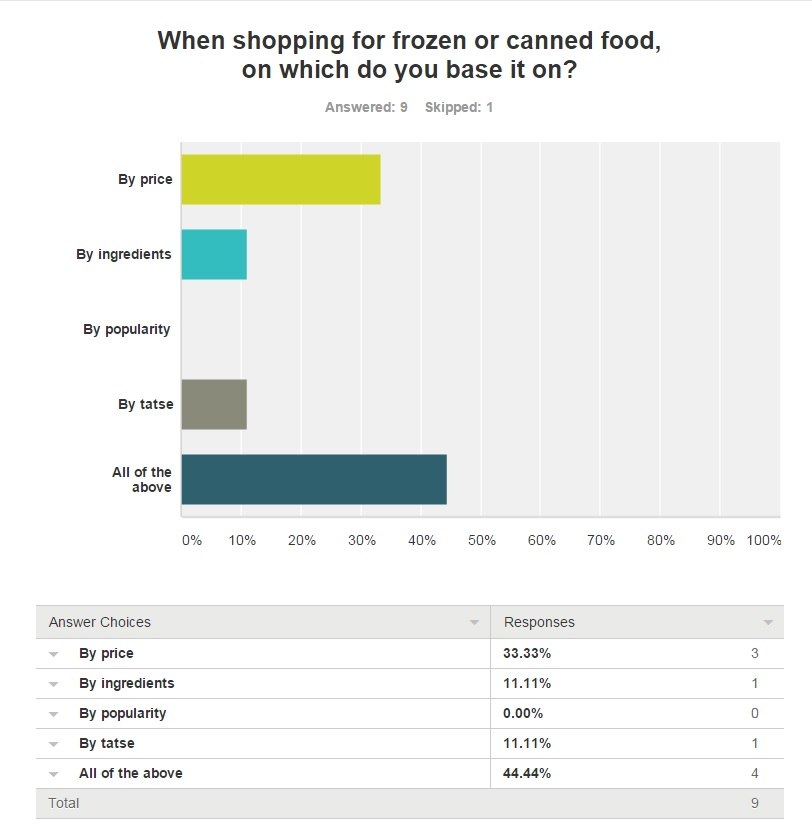 When shopping for frozen or canned food,
on which do you base it on?
Answered: 9 Skipped: 1
By price
By ingredients
By popularity
By tatse
All of the
above
0% 10% 20% 30% 40% 50% 60% 70% 80% 90% 100%
Answer Choices Responses
By price 33.33% 3
By ingredients 11.11% 1
By popularity 0.00% 0
By tatse 11.11% 1
All of the above 44.44% 4
Total 9